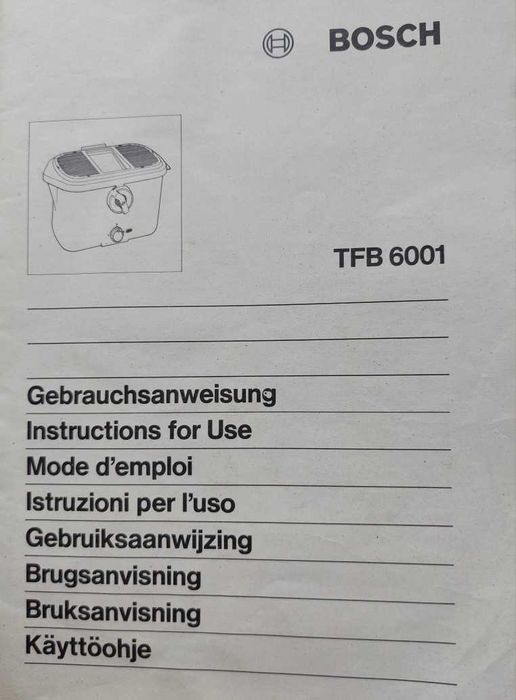 BOSCH
TFB 6001
Gebrauchsanweisung
Instructions for Use
Mode d'emploi
Istruzioni per l'uso
Gebruiksaanwijzing
Brugsanvisning
Bruksanvisning
Käyttöohje